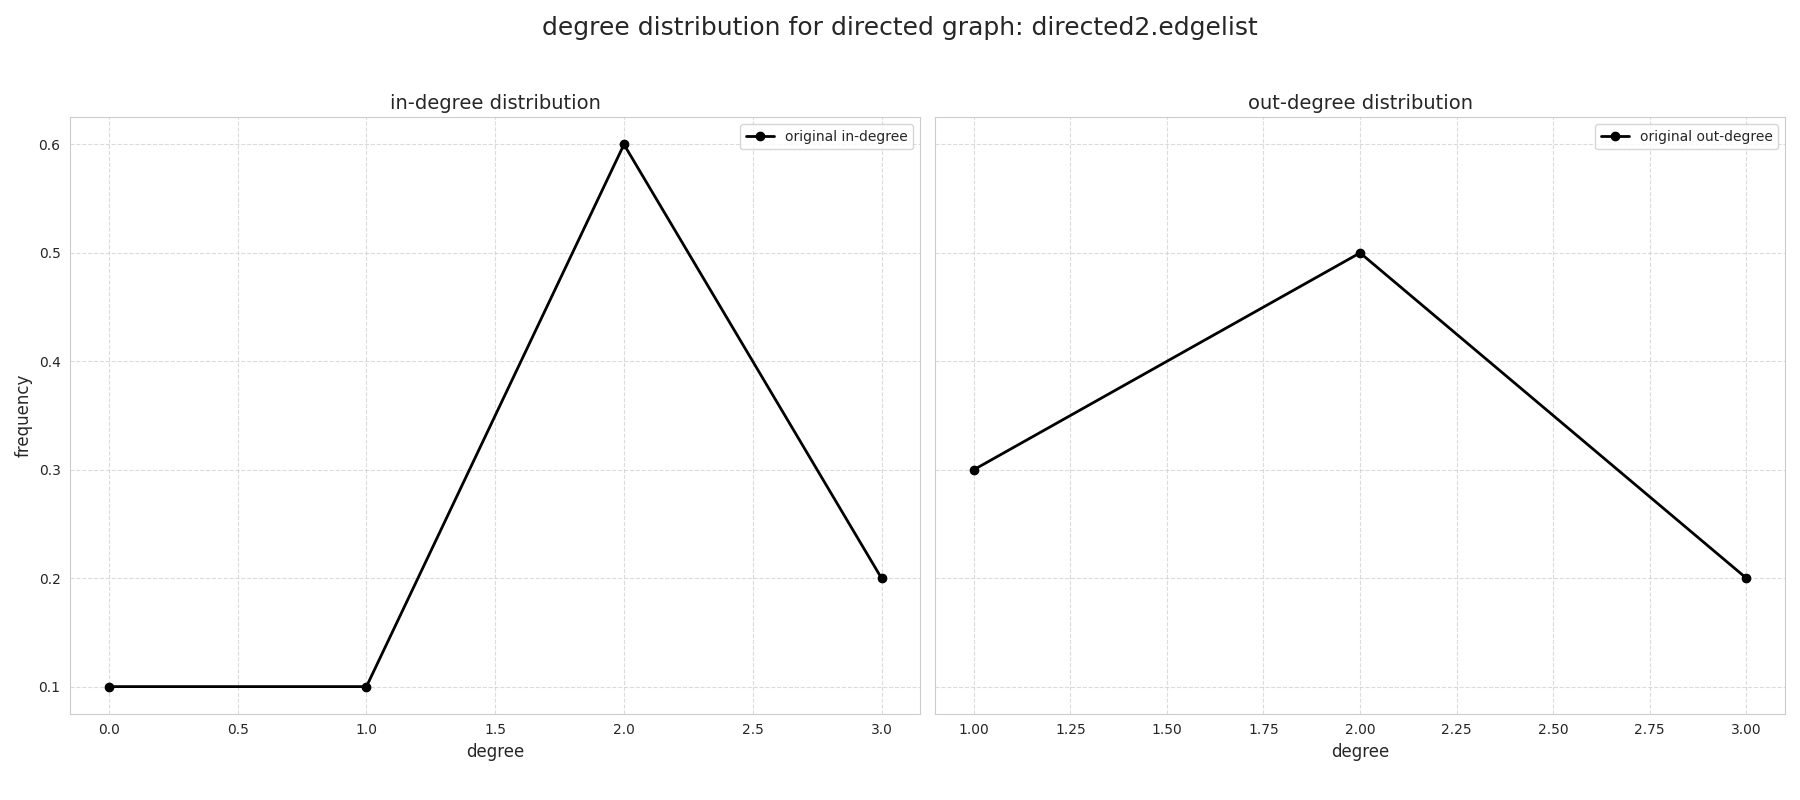 degree distribution for directed graph: directed2.edgelist
in-degree distribution
original in-degree
frequency
0.6
0.5
0.4
0.3
0.2
0.1
0.0 0.5 1.0 1.5 2.0 2.5 3.0
degree
out-degree distribution
original out-degree
1.00 1.25 1.50 1.75 2.00 2.25 2.50 2.75 3.00
degree